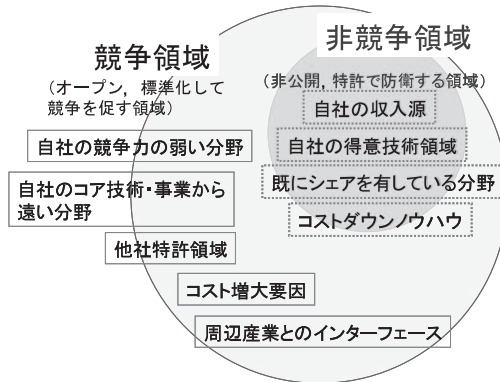 競争領域
(オープン，標準化して
競争を促す領域)
自社の競争力の弱い分野
自社のコア技術・事業から
遠い分野
他社特許領域
コスト増大要因
周辺産業とのインターフェース
非競争領域
(非公開，特許で防衛する領域)
自社の収入源
自社の得意技術領域
既にシェアを有している分野
コストダウンノウハウ